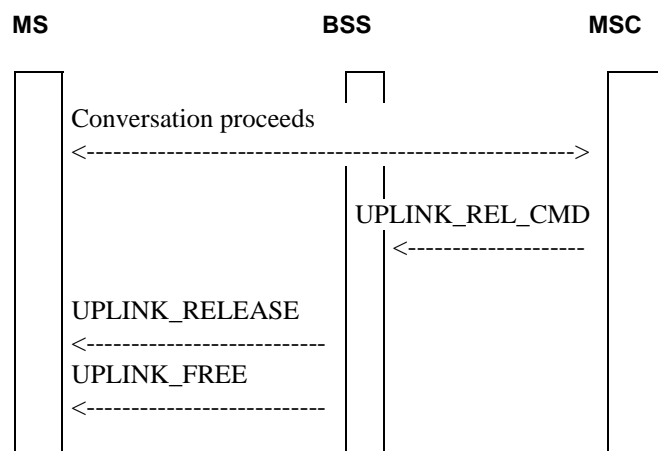 MS BSS MSC
Conversation proceeds
<------------------------------------------------------>
UPLINK_REL_CMD
<-------------------
UPLINK_RELEASE
<--------------------------
UPLINK_FREE
<--------------------------